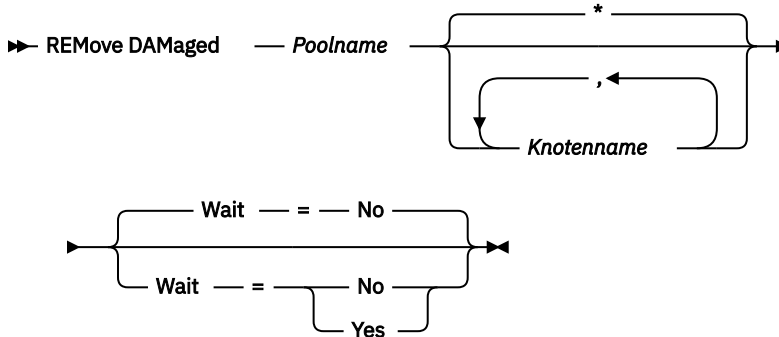 *
REMove DAMaged Poolname
,
Knotenname
Wait = No
Wait = No
Yes